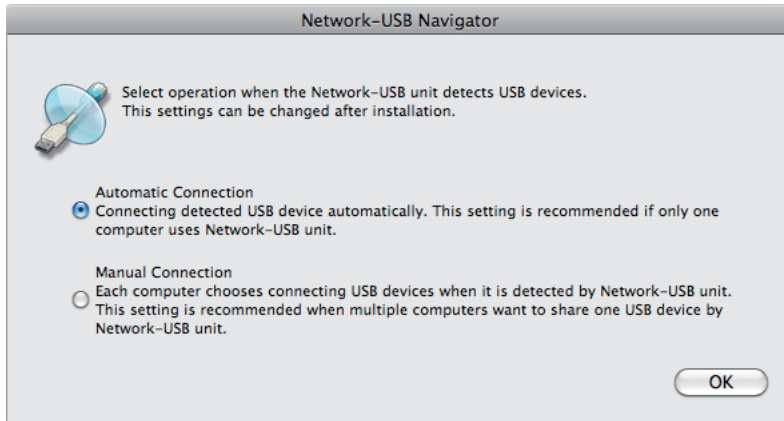 Network-USB Navigator
Select operation when the Network-USB unit detects USB devices.
This settings can be changed after installation.
Automatic Connection
Connecting detected USB device automatically. This setting is recommended if only one
computer uses Network-USB unit.
Manual Connection
Each computer chooses connecting USB devices when it is detected by Network-USB unit.
This setting is recommended when multiple computers want to share one USB device by
Network-USB unit.
OK